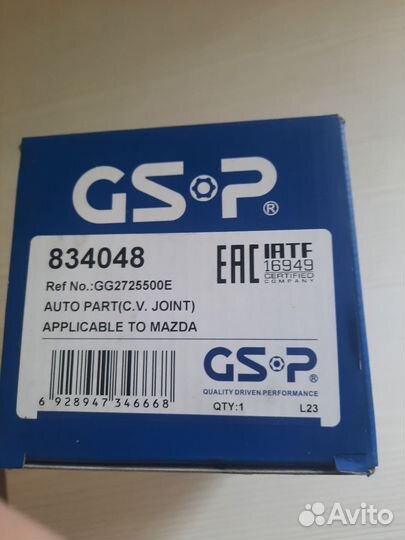 GSP®
834048
Ref No.:GG2725500E
AUTO PART(C.V. JOINT)
APPLICABLE TO MAZDA
EAC IATF
16949
CERTIFIED
COMPANY
6 928947 346668
GSP®
QUALITY DRIVEN PERFORMANCE
QTY:1 L23
Avito